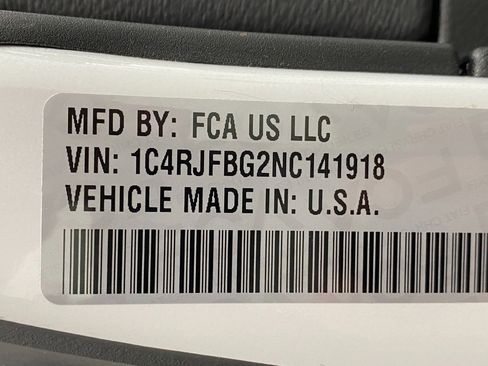 MFD BY: FCA US LLC
VIN: 1C4RJFBG2NC141918
VEHICLE MADE IN: U.S.A.